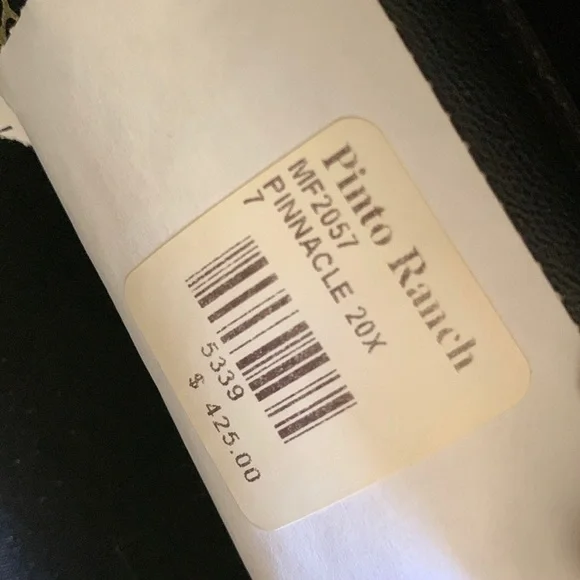 Pinto Ranch
MF2057
PINNACLE 20X
7
5339
$ 425.00